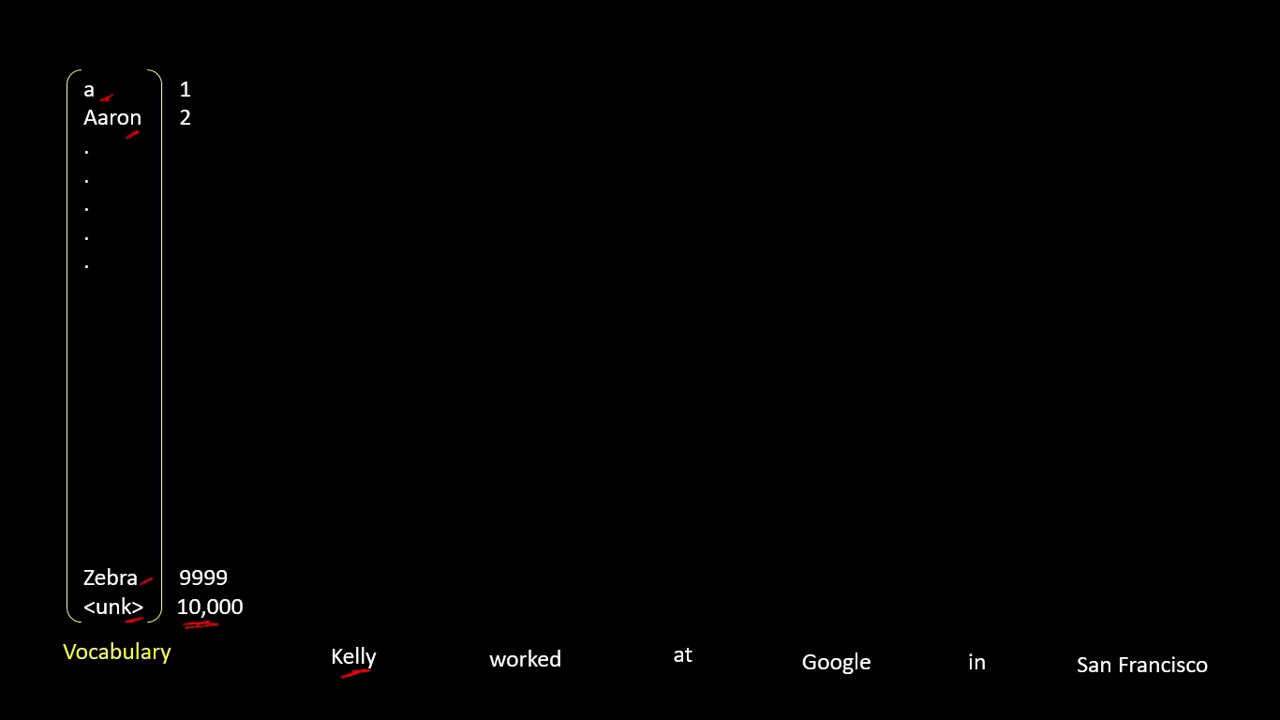 a 1
Aaron 2
.
.
.
.
.
Zebra 9999
<unk> 10,000
Vocabulary
Kelly worked at Google in San Francisco